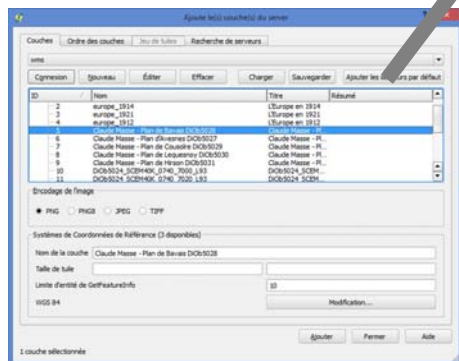 Ajoute le(s) couche(s) du server
Couches Ordre des couches Jeu de tuiles Recherche de serveurs
wms
Connexion Nouveau Éditer Effacer Charger Sauvegarder Ajouter les par défaut
ID Nom Titre Résumé
2 europe_1914 L'Europe en 1914
3 europe_1921 L'Europe en 1921
4 europe_1912 L'Europe en 1912
5 Claude Masse - Plan de Bavais DiOb5028 Claude Masse - Pl...
6 Claude Masse - Plan d'Avesnes DiOb5027 Claude Masse - Pl...
7 Claude Masse - Plan de Cousolre DiOb5029 Claude Masse - Pl...
8 Claude Masse - Plan de Lequesnoy DiOb5030 Claude Masse - Pl...
9 Claude Masse - Plan de Hirson DiOb5031 Claude Masse - Pl...
10 DiOb5024_SCEM40K_0740_7000_L93 DiOb5024_SCEM...
11 DiOb5024_SCEM40K_0740_7020_L93 DiOb5024_SCEM...
Encodage de l'image
PNG PNG8 JPEG TIFF
Systèmes de Coordonnées de Référence (3 disponibles)
Nom de la couche Claude Masse - Plan de Bavais DiOb5028
Taille de tuile
Limite d'entité de GetFeatureInfo 10
WGS 84 Modification...
Ajouter Fermer Aide
1 couche sélectionnée